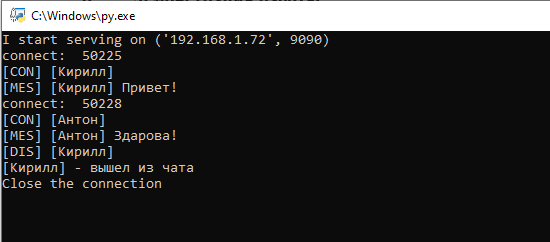 C:\Windows\py.exe
I start serving on ('192.168.1.72', 9090)
connect:  50225
[CON] [Кирилл]
[MES] [Кирилл] Привет!
connect:  50228
[CON] [Антон]
[MES] [Антон] Здарова!
[DIS] [Кирилл]
[Кирилл] - вышел из чата
Close the connection